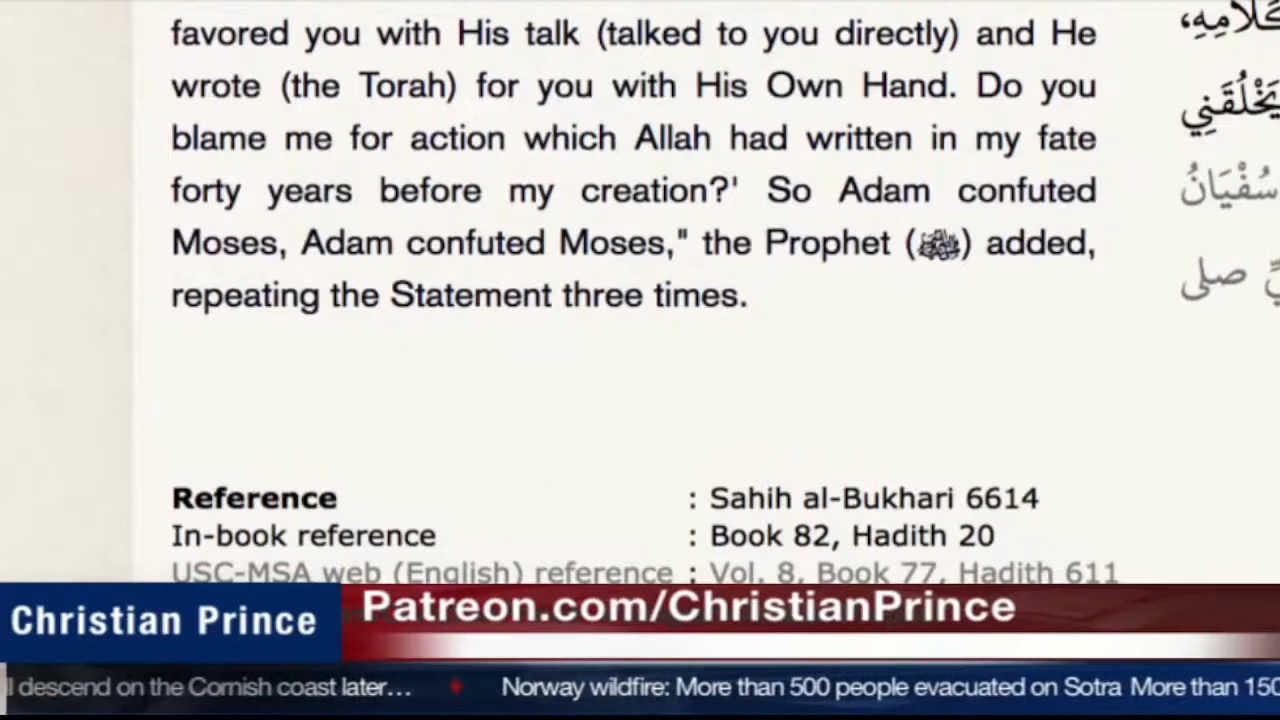 favored you with His talk (talked to you directly) and He
wrote (the Torah) for you with His Own Hand. Do you
blame me for action which Allah had written in my fate
forty years before my creation?' So Adam confuted
Moses, Adam confuted Moses," the Prophet (ﷺ) added,
repeating the Statement three times.
كَلَامِهِ،
يَخْلُقَنِي
سُفْيَانُ
صلى
Reference : Sahih al-Bukhari 6614
In-book reference : Book 82, Hadith 20
USC-MSA web (English) reference : Vol. 8, Book 77, Hadith 611
Christian Prince
Patreon.com/ChristianPrince
l descend on the Cornish coast later... Norway wildfire: More than 500 people evacuated on Sotra More than 150